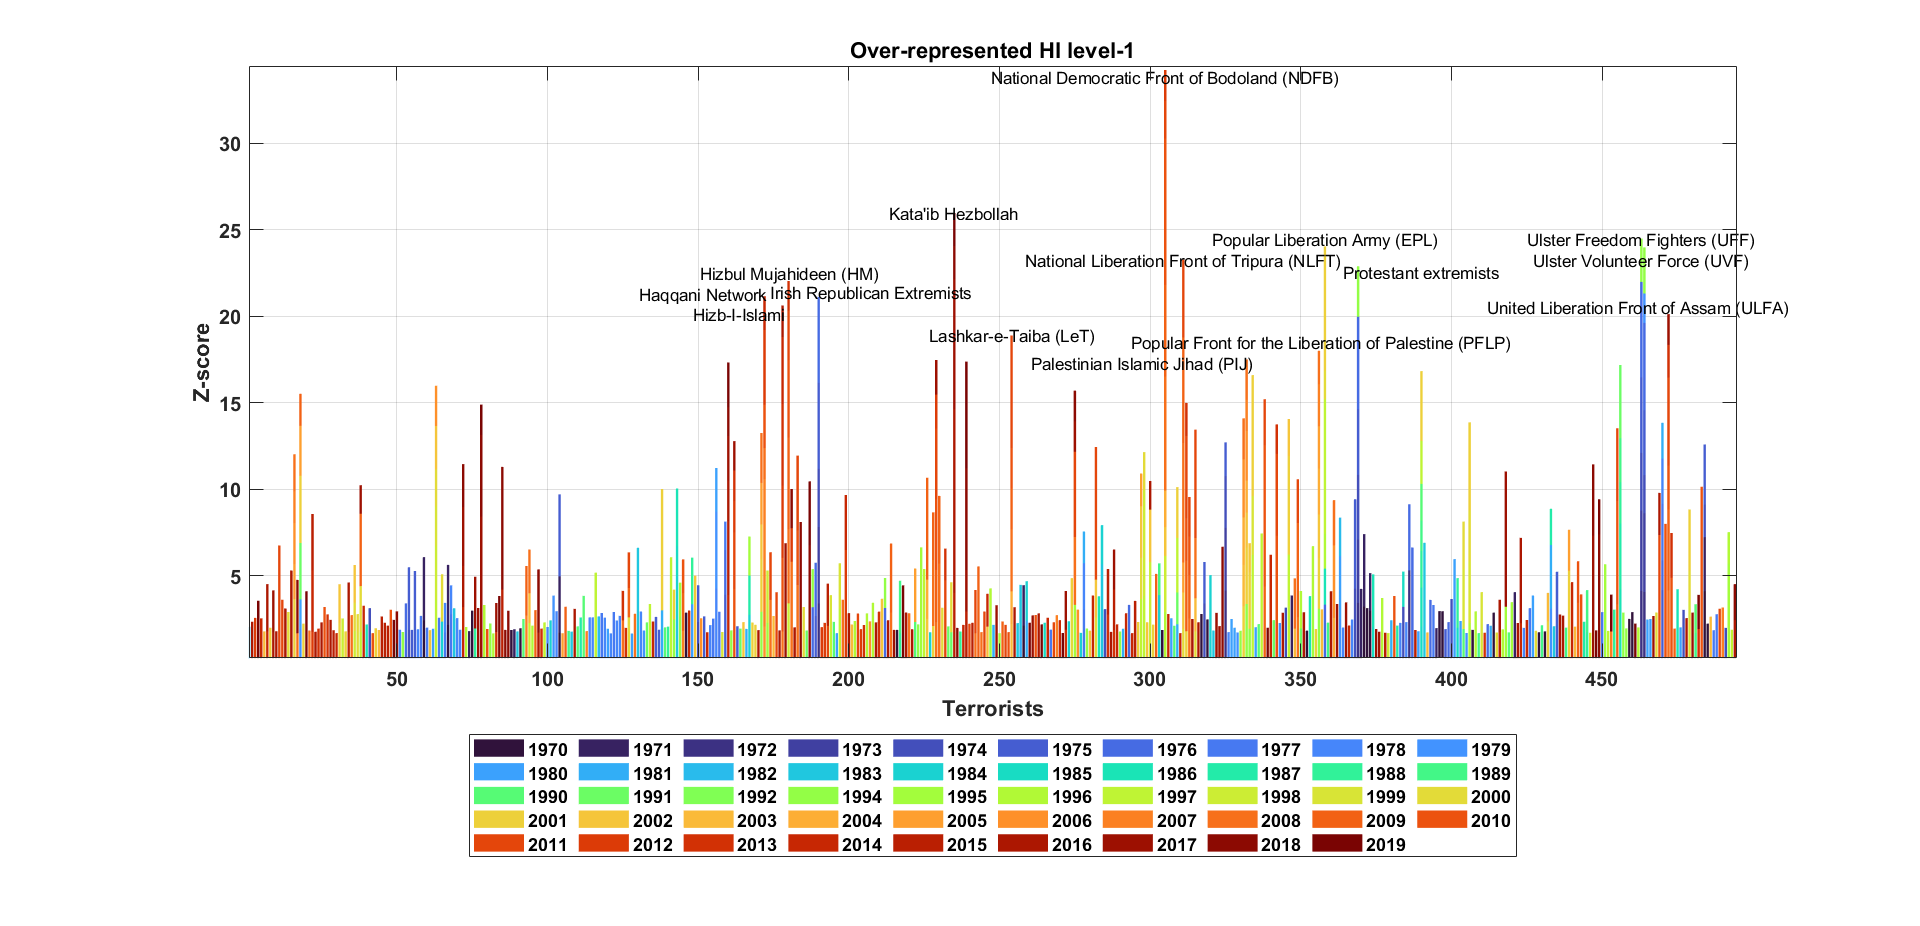 Over-represented HI level-1
National Democratic Front of Bodoland (NDFB)
30
Kata'ib Hezbollah
25
Popular Liberation Army (EPL)
Ulster Freedom Fighters (UFF)
National Liberation Front of Tripura (NLFT)
Ulster Volunteer Force (UVF)
Hizbul Mujahideen (HM)
Protestant extremists
Haqqani Network
Irish Republican Extremists
Hizb-I-Islami
United Liberation Front of Assam (ULFA)
20
Lashkar-e-Taiba (LeT)
Popular Front for the Liberation of Palestine (PFLP)
Palestinian Islamic Jihad (PIJ)
Z-score
15
10
5
50 100 150 200 250 300 350 400 450
Terrorists
1970 1971 1972 1973 1974 1975 1976 1977 1978 1979
1980 1981 1982 1983 1984 1985 1986 1987 1988 1989
1990 1991 1992 1994 1995 1996 1997 1998 1999 2000
2001 2002 2003 2004 2005 2006 2007 2008 2009 2010
2011 2012 2013 2014 2015 2016 2017 2018 2019